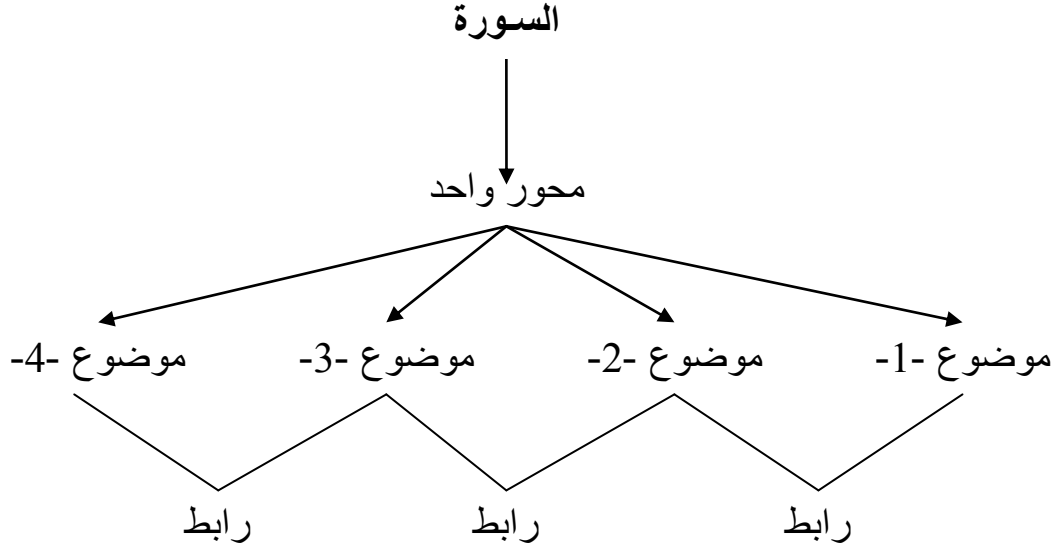 السورة
محور واحد
موضوع -1- موضوع -2- موضوع -3- موضوع -4-
رابط رابط رابط